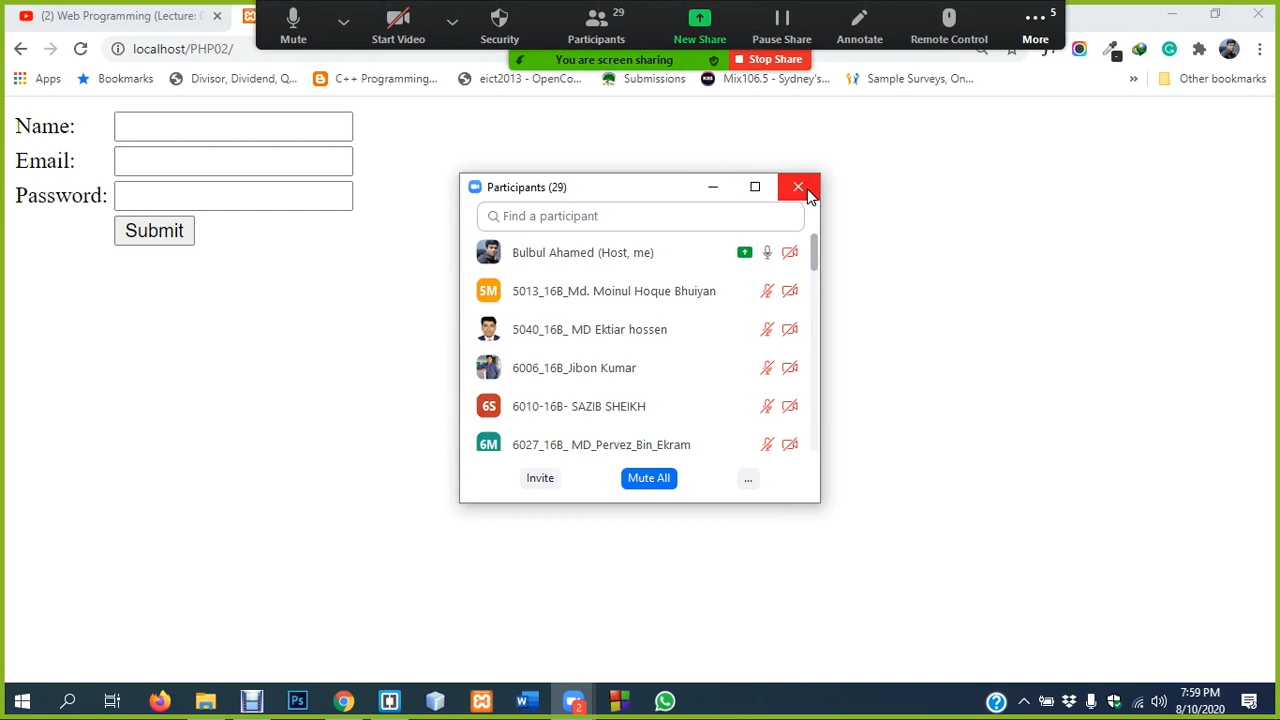 (2) Web Programming (Lecture: C
29
5
Mute
Start Video
Security
Participants
New Share
Pause Share
Annotate
Remote Control
More
localhost/PHP02/
You are screen sharing
Stop Share
Apps
Bookmarks
Divisor, Dividend, Q...
C++ Programming...
eict2013 - OpenCo...
Submissions
Mix106.5 - Sydney's...
Sample Surveys, On...
»
Other bookmarks
Name:
Email:
Password:
Submit
Participants (29)
Find a participant
Bulbul Ahamed (Host, me)
5M 5013_16B_Md. Moinul Hoque Bhuiyan
5040_16B_ MD Ektiar hossen
6006_16B_Jibon Kumar
6S 6010-16B- SAZIB SHEIKH
6M 6027_16B_ MD_Pervez_Bin_Ekram
Invite
Mute All
...
Ps
2
7:59 PM
8/10/2020